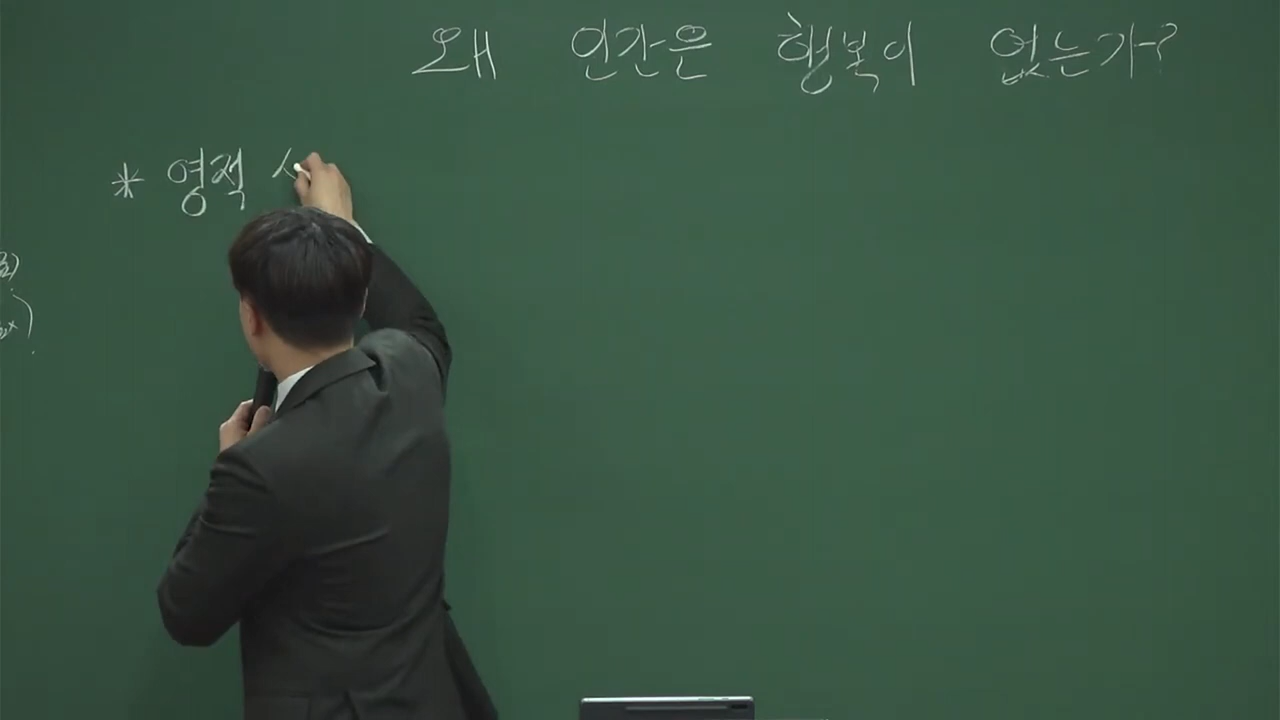 왜 인간은 행복이 없는가?
* 영적